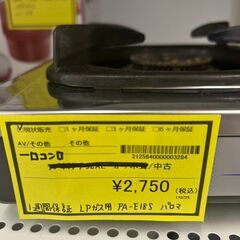 ☑現状販売 □1ヶ月保証 □3ヶ月保証 □6ヶ月保証
AV/その他 その他
一口コンロ
2125640000003284
/中古
¥2,750(税込)
1週間保証 LPガス用 PA-E18S パロマ